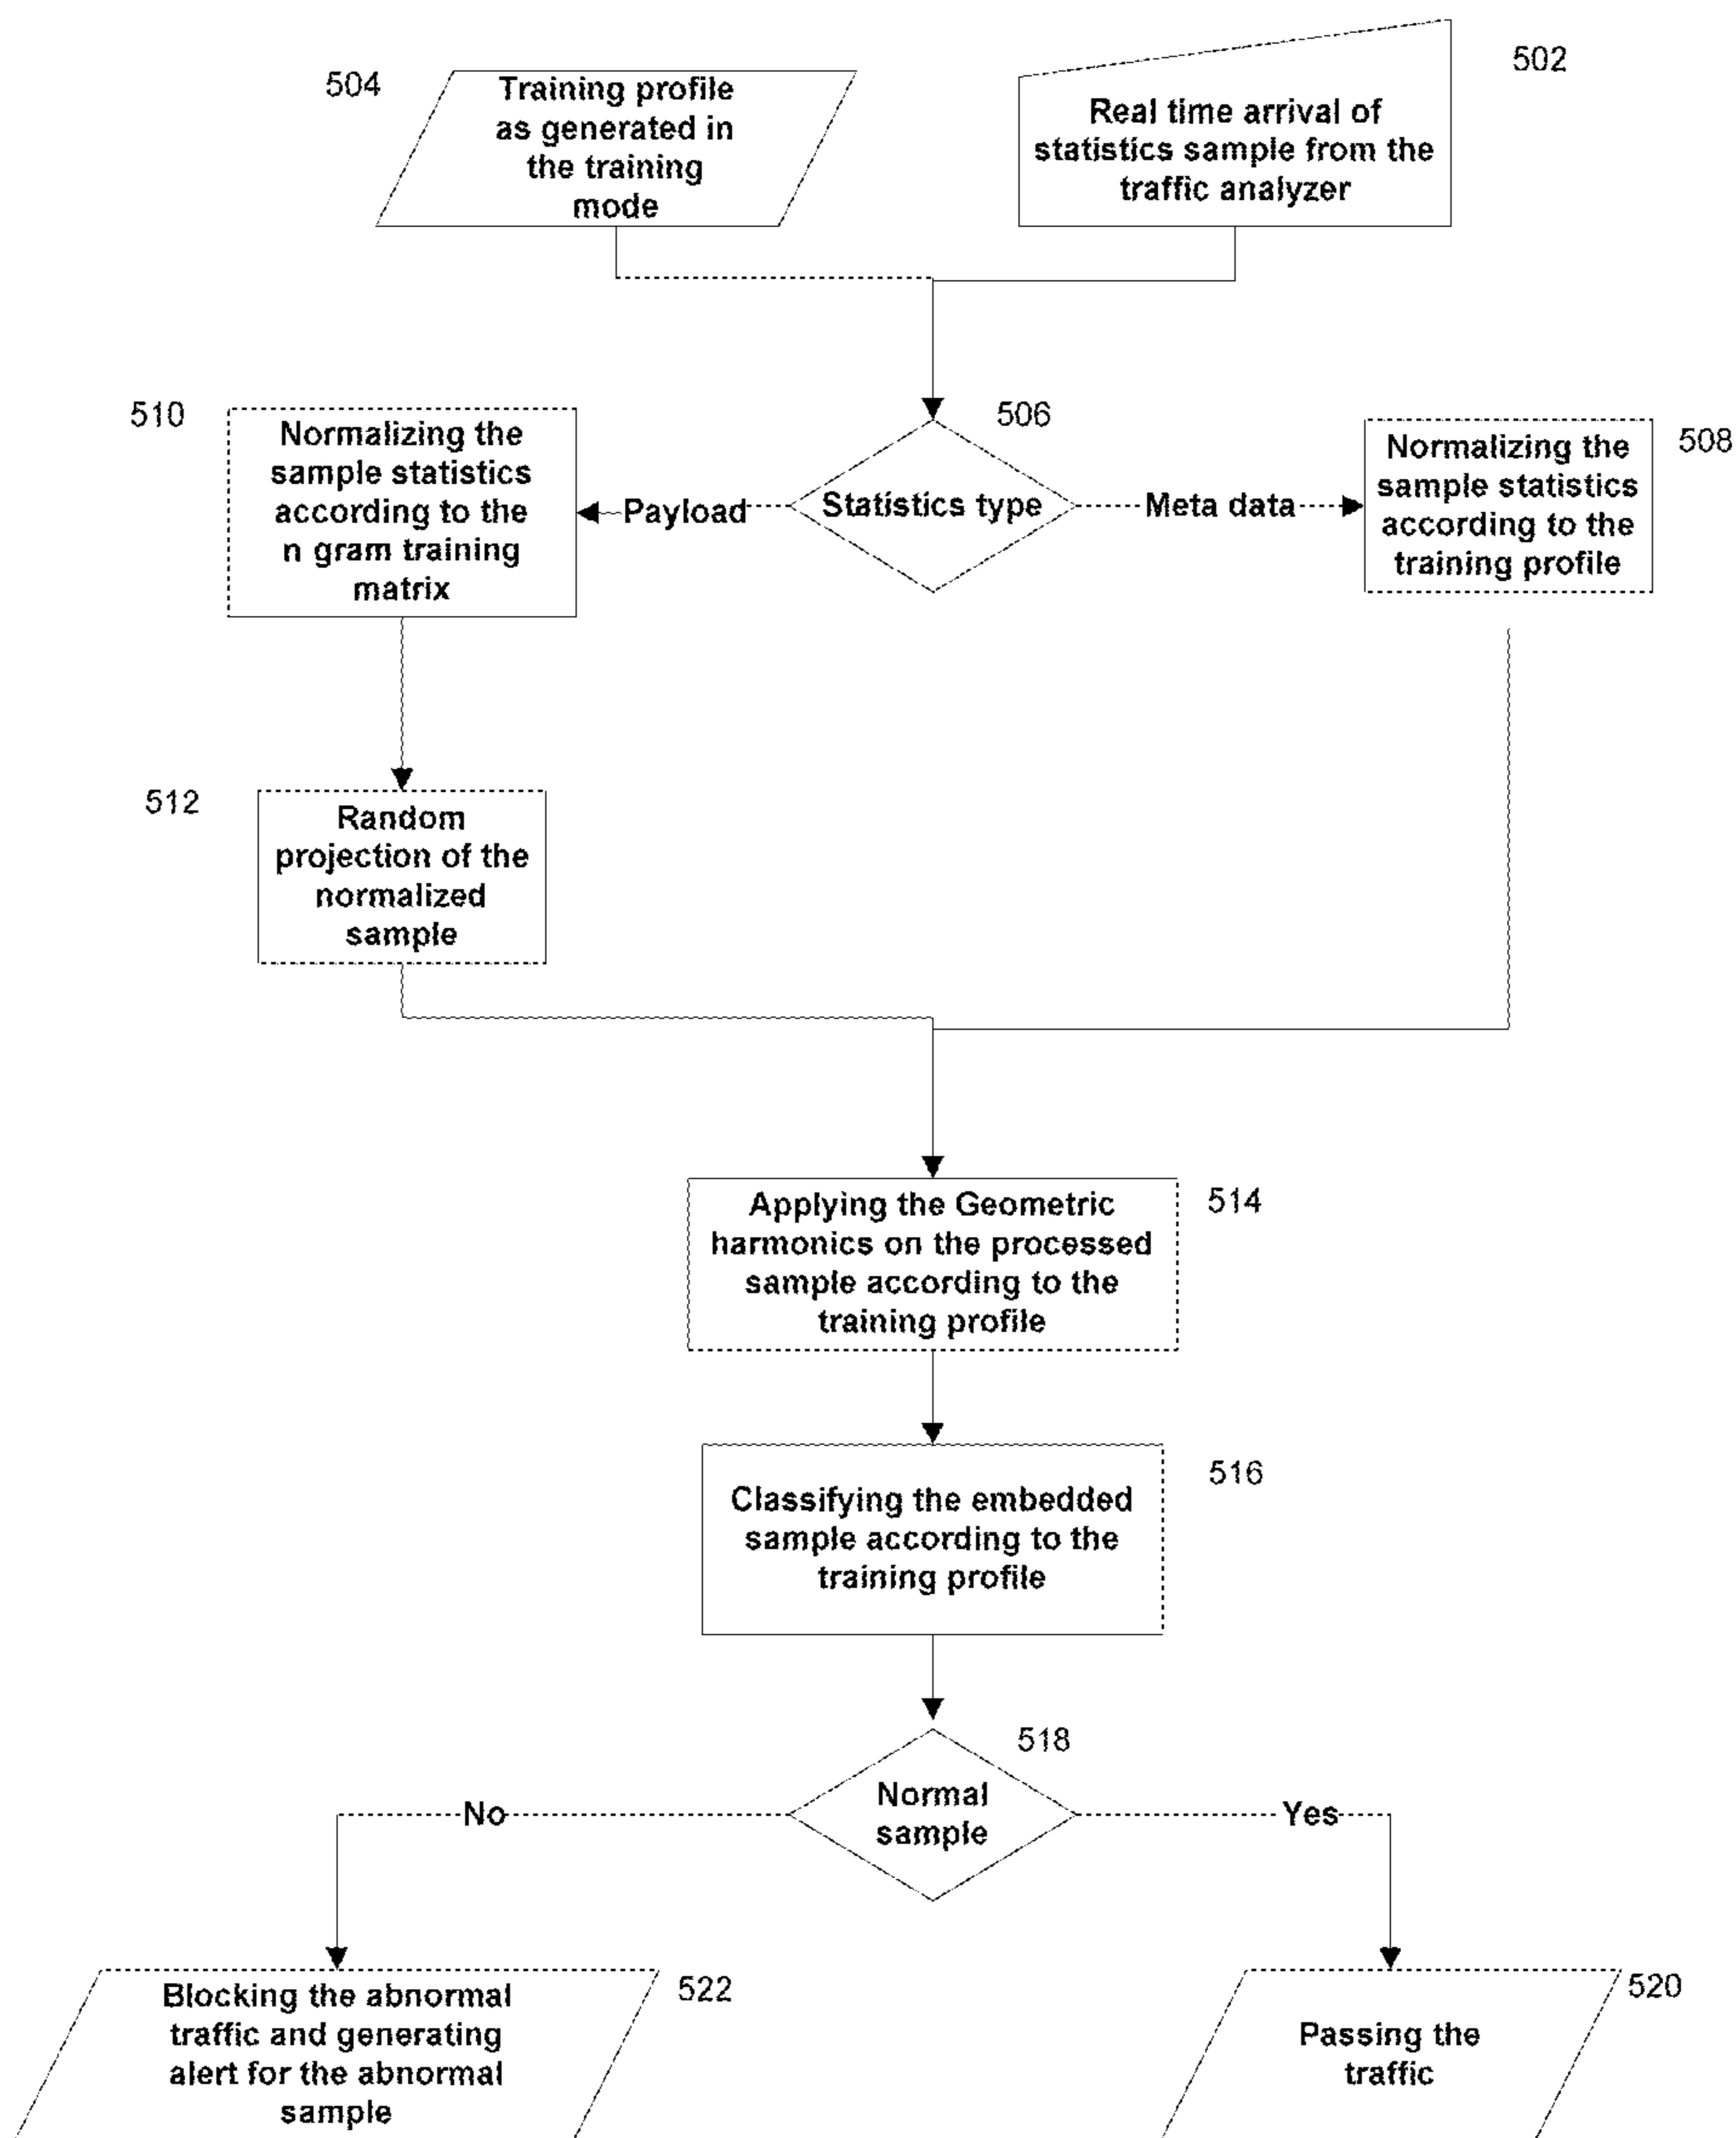 504
Training profile
as generated in
the training
mode
502
Real time arrival of
statistics sample from the
traffic analyzer
510
Normalizing the
sample statistics
according to the
n gram training
matrix
Payload
506
Statistics type
Meta data
508
Normalizing the
sample statistics
according to the
training profile
512
Random
projection of the
normalized
sample
514
Applying the Geometric
harmonics on the processed
sample according to the
training profile
516
Classifying the embedded
sample according to the
training profile
518
Normal
sample
No
Yes
522
Blocking the abnormal
traffic and generating
alert for the abnormal
sample
520
Passing the
traffic